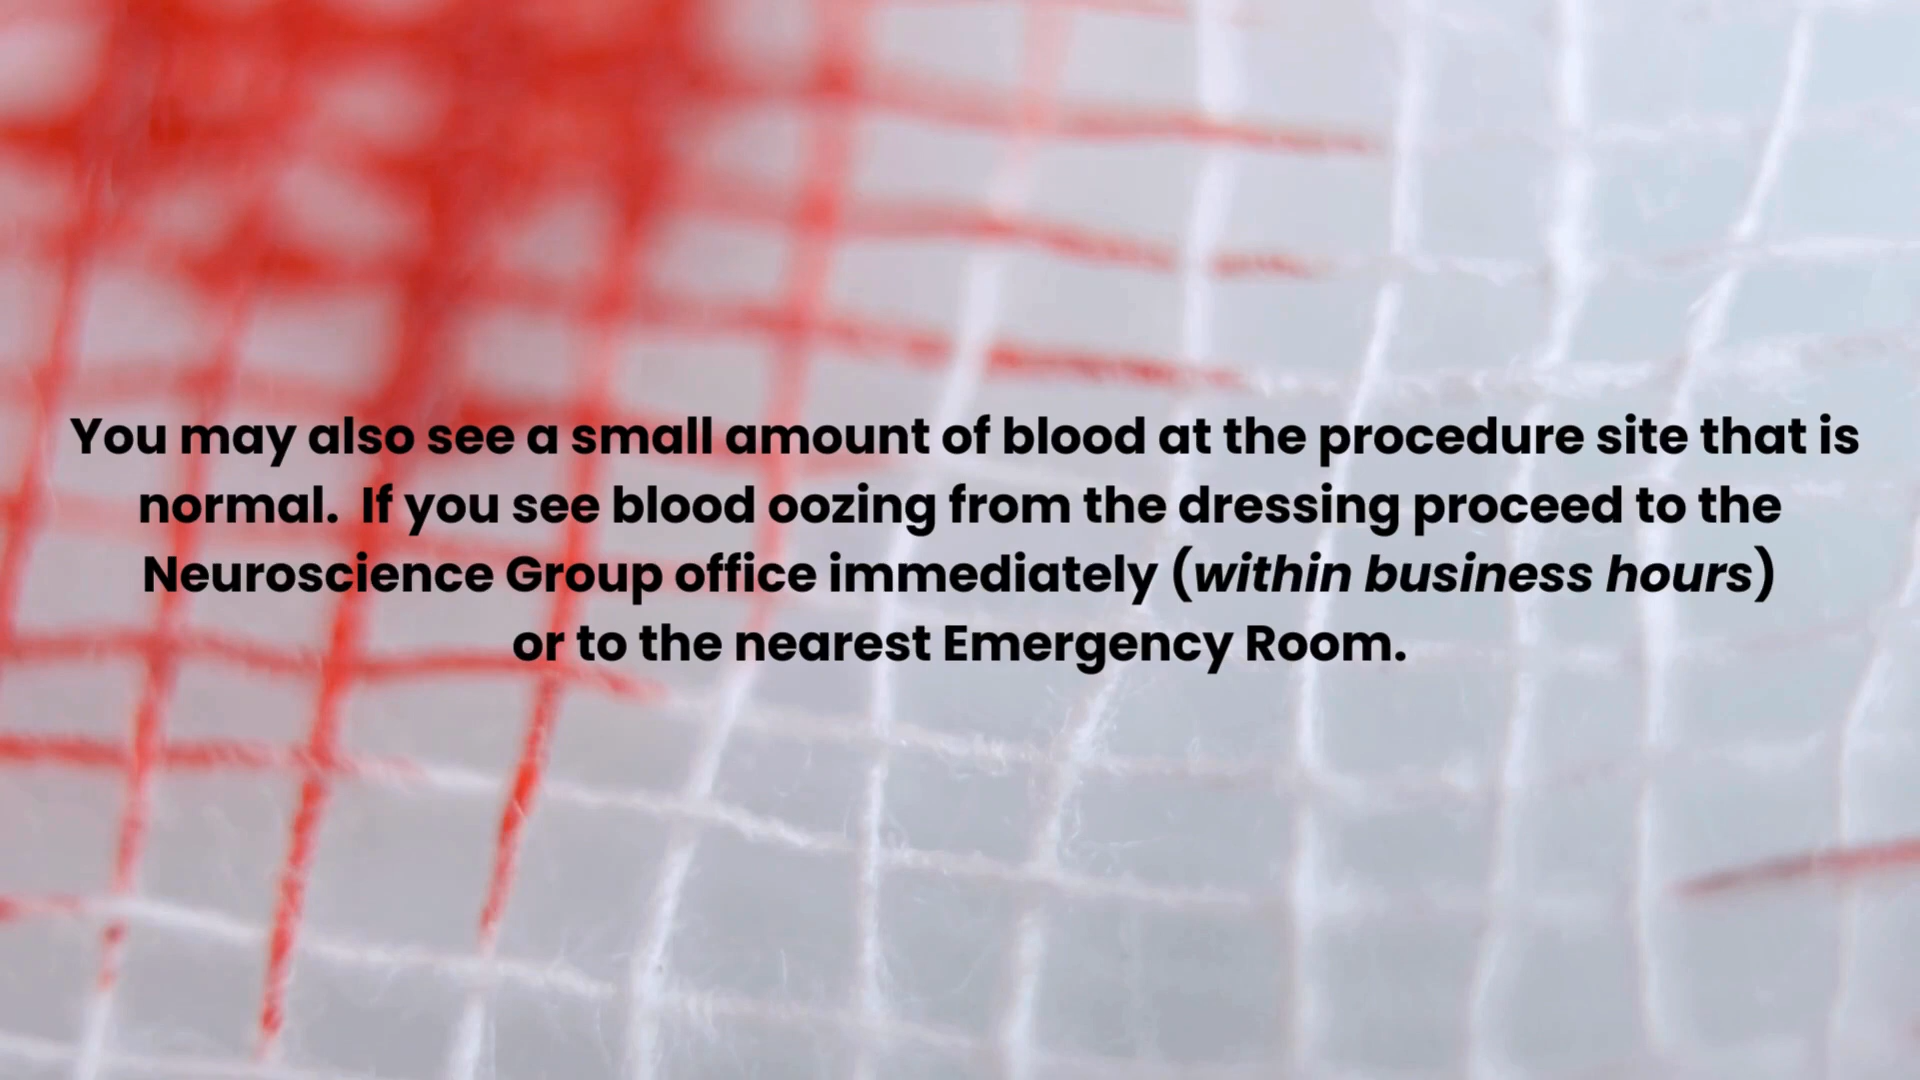 You may also see a small amount of blood at the procedure site that is
normal.  If you see blood oozing from the dressing proceed to the
Neuroscience Group office immediately (within business hours)
or to the nearest Emergency Room.